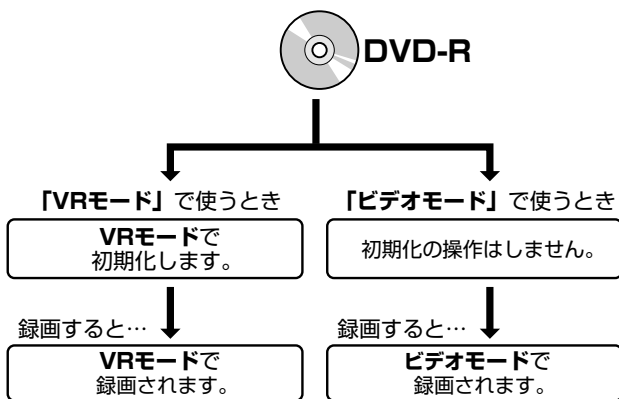 DVD-R
「VRモード」で使うとき
VRモードで
初期化します。
録画すると…
VRモードで
録画されます。
「ビデオモード」で使うとき
初期化の操作はしません。
録画すると…
ビデオモードで
録画されます。